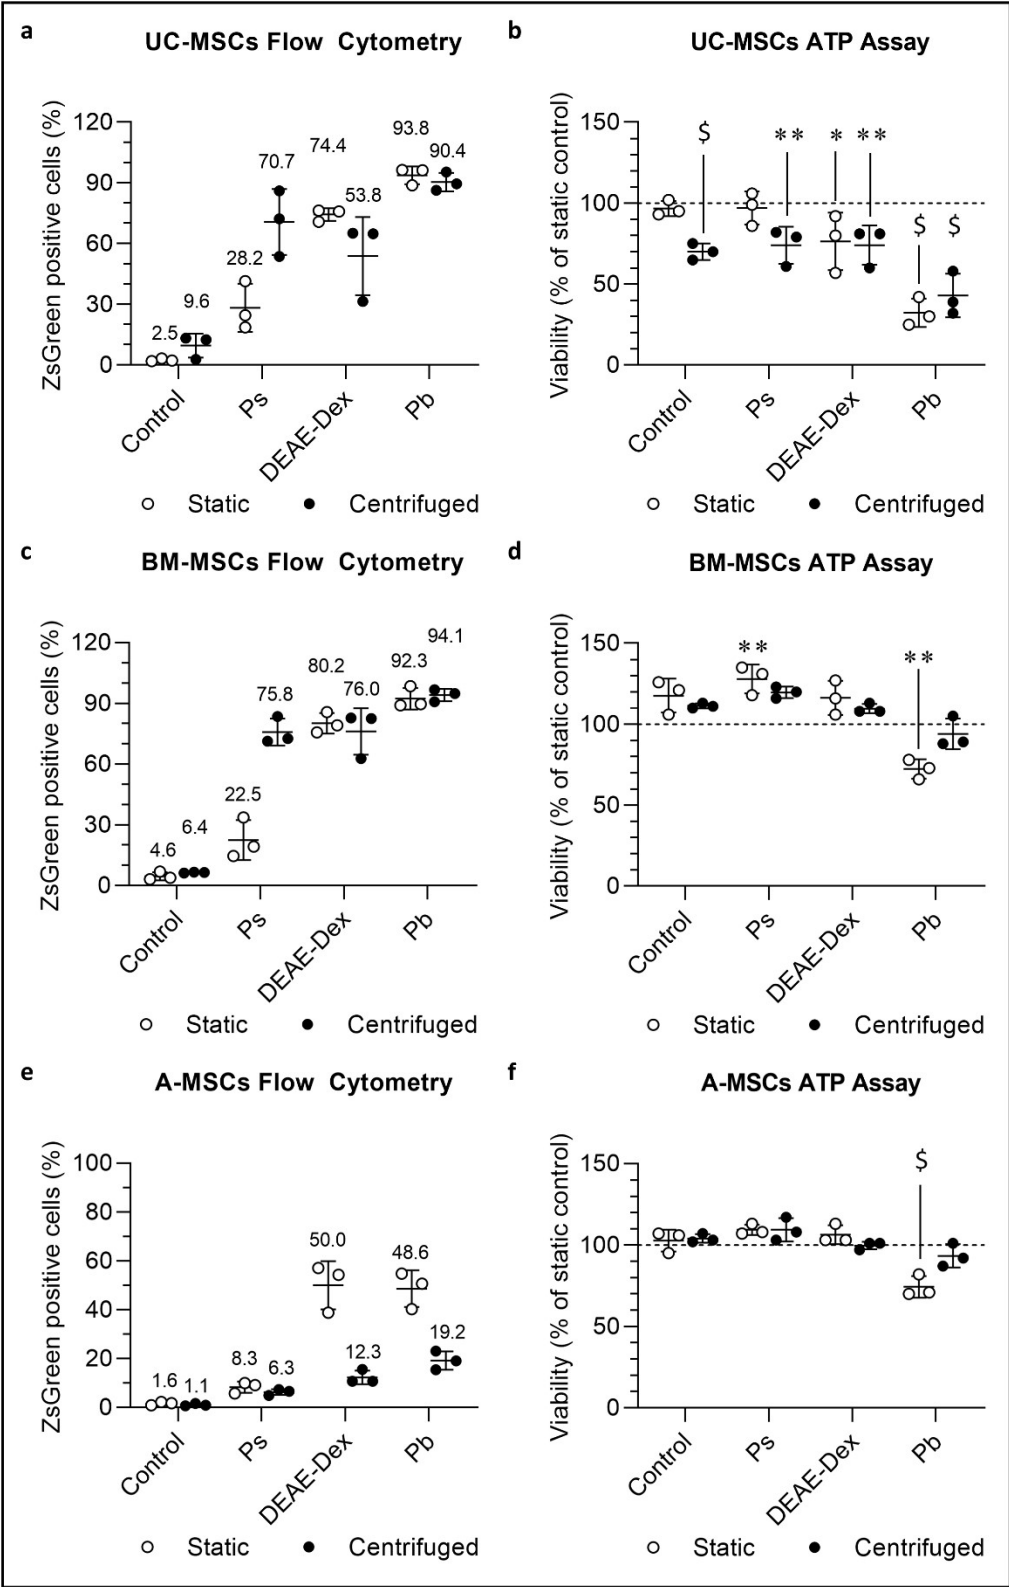 a
UC-MSCs Flow Cytometry
ZsGreen positive cells (%)
120
90
60
30
0
2.5
9.6
28.2
70.7
74.4
53.8
93.8
90.4
Control
Ps
DEAE-Dex
Pb
Static
Centrifuged
b
UC-MSCs ATP Assay
Viability (% of static control)
150
100
50
0
$
**
*
**
$
$
Control
Ps
DEAE-Dex
Pb
Static
Centrifuged
c
BM-MSCs Flow Cytometry
ZsGreen positive cells (%)
120
90
60
30
0
4.6
6.4
22.5
75.8
80.2
76.0
92.3
94.1
Control
Ps
DEAE-Dex
Pb
Static
Centrifuged
d
BM-MSCs ATP Assay
Viability (% of static control)
150
100
50
0
**
**
Control
Ps
DEAE-Dex
Pb
Static
Centrifuged
e
A-MSCs Flow Cytometry
ZsGreen positive cells (%)
100
80
60
40
20
0
1.6
1.1
8.3
6.3
50.0
12.3
48.6
19.2
Control
Ps
DEAE-Dex
Pb
Static
Centrifuged
f
A-MSCs ATP Assay
Viability (% of static control)
150
100
50
0
$
Control
Ps
DEAE-Dex
Pb
Static
Centrifuged